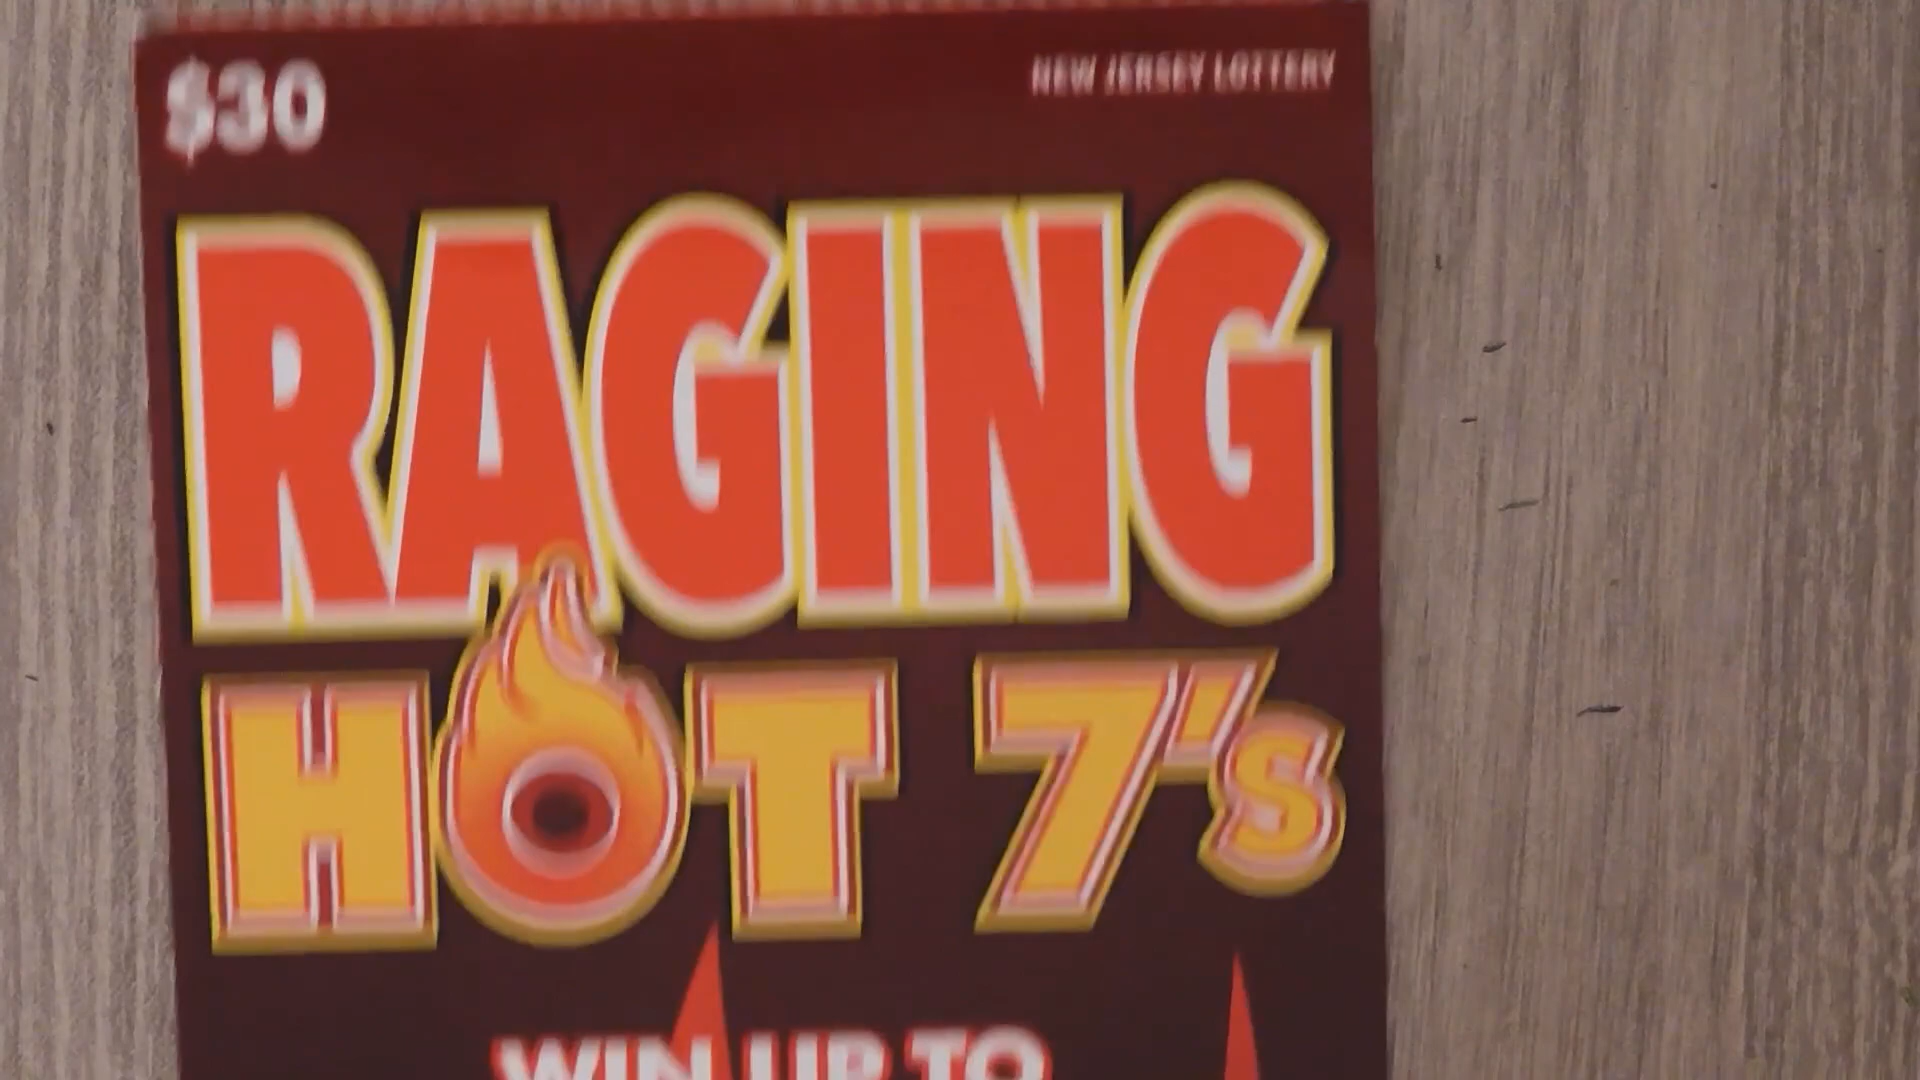 $30
NEW JERSEY LOTTERY
RAGING
HOT 7's
WIN UP TO